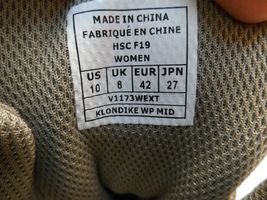 MADE IN CHINA
FABRIQUÉ EN CHINE
HSC F19
WOMEN
US UK EUR JPN
10 8 42 27
V1173WEXT
KLONDIKE WP MID